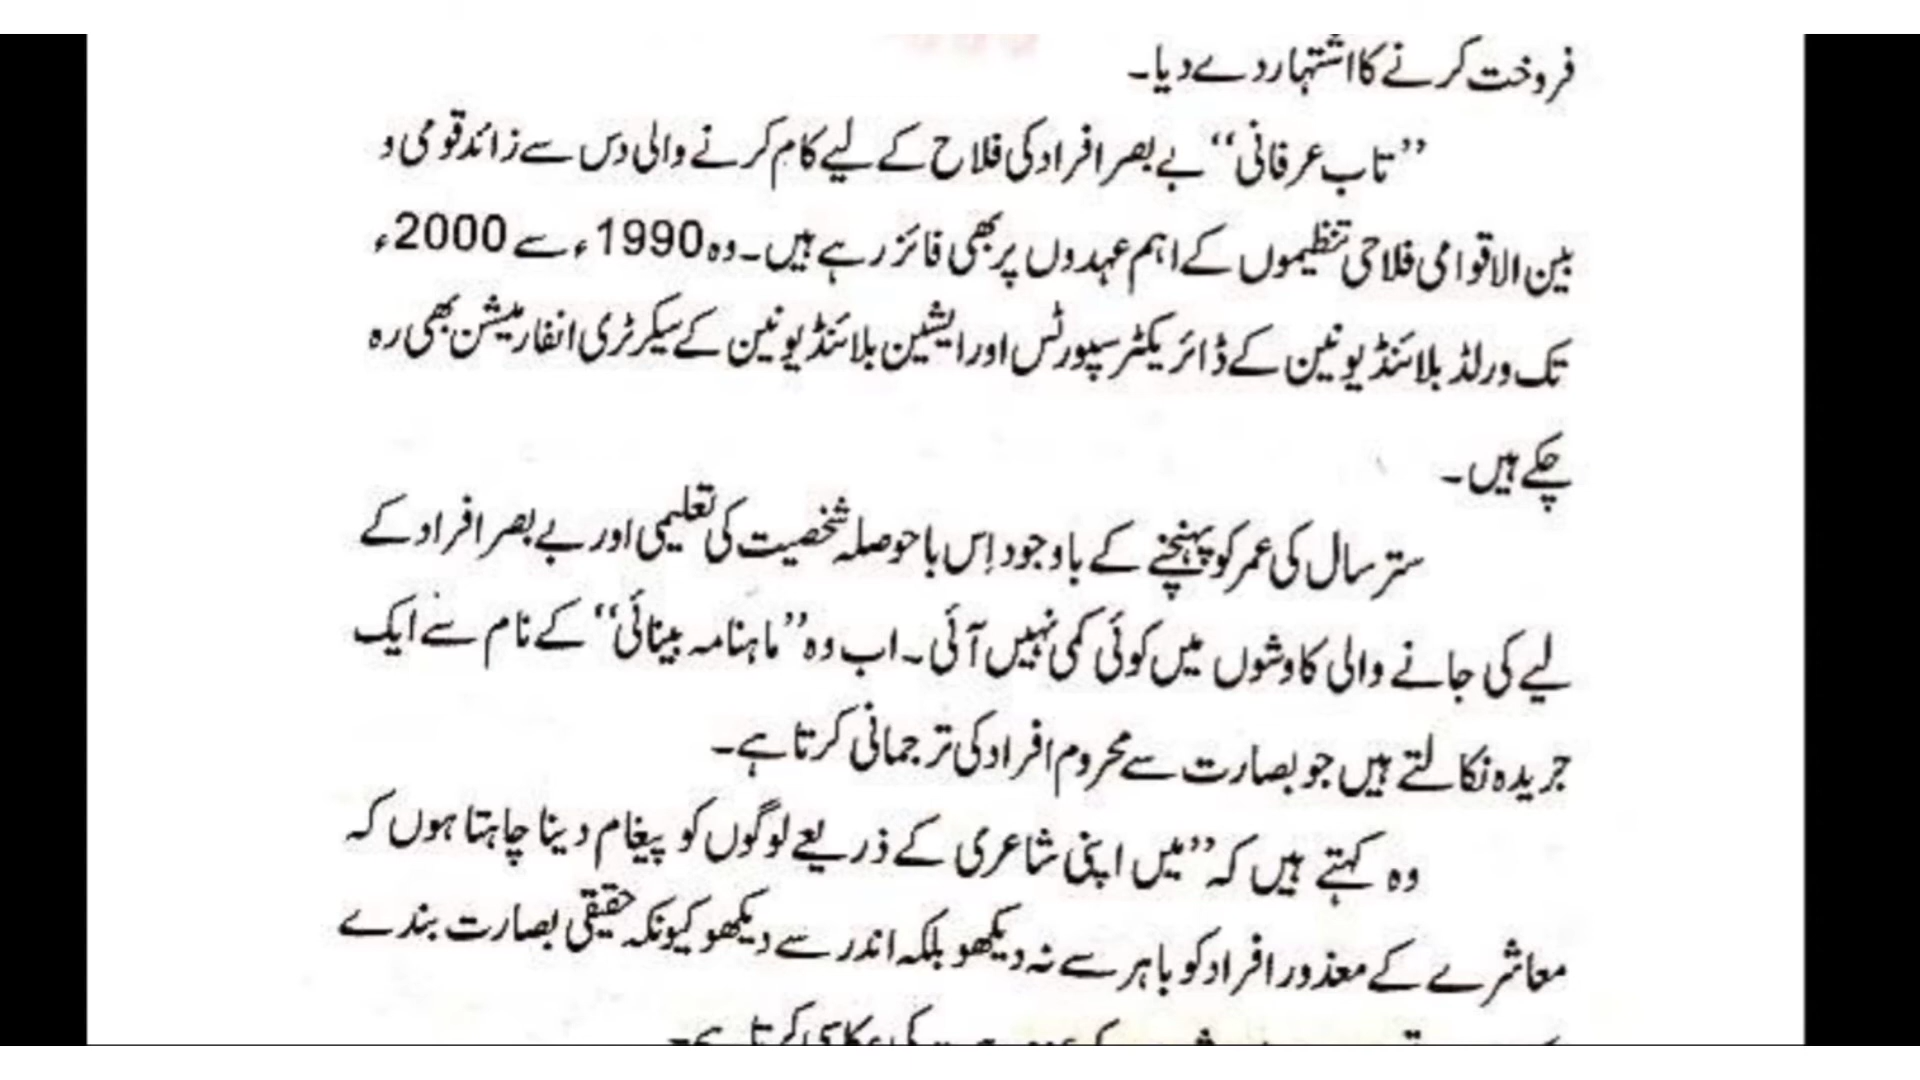 فروخت کرنے کا اشتہار دے دیا۔
”تاب عرفانی“ بے بصر افراد کی فلاح کے لیے کام کرنے والی دس سے زائد قومی و
بین الاقوامی فلاحی تنظیموں کے اہم عہدوں پر بھی فائز رہے ہیں۔ وہ 1990ء سے 2000ء
تک ورلڈ بلائنڈ یونین کے ڈائریکٹر سپورٹس اور ایشین بلائنڈ یونین کے سیکرٹری انفارمیشن بھی رہ
چکے ہیں۔
ستر سال کی عمر کو پہنچنے کے باوجود اِس باحوصلہ شخصیت کی تعلیمی اور بے بصر افراد کے
لیے کی جانے والی کاوشوں میں کوئی کمی نہیں آئی۔ اب وہ ”ماہنامہ بینائی“ کے نام سے ایک
جریدہ نکالتے ہیں جو بصارت سے محروم افراد کی ترجمانی کرتا ہے۔
وہ کہتے ہیں کہ ”میں اپنی شاعری کے ذریعے لوگوں کو پیغام دینا چاہتا ہوں کہ
معاشرے کے معذور افراد کو باہر سے نہ دیکھو بلکہ اندر سے دیکھو کیونکہ حقیقی بصارت بندے
کی عکاسی کرتا ہے۔